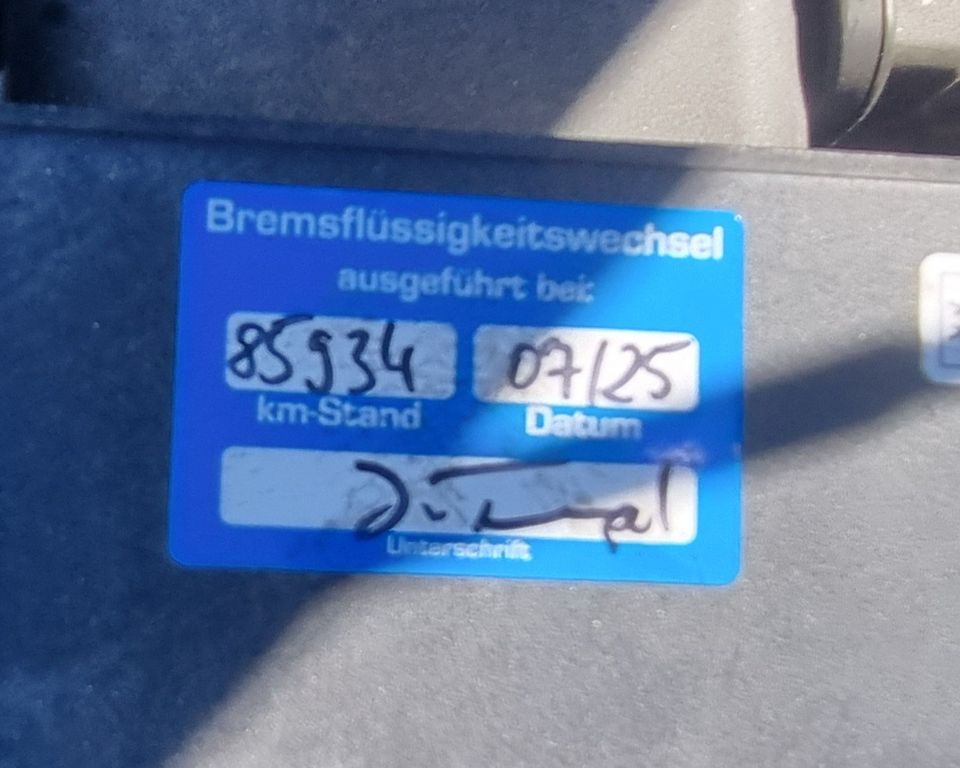 Bremsflüssigkeitswechsel
ausgeführt bei:
85934 07/25
km-Stand Datum
Unterschrift